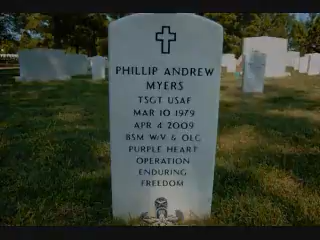 PHILLIP ANDREW
MYERS
TSGT USAF
MAR 10 1979
APR 4 2009
BSM W/V & OLC
PURPLE HEART
OPERATION
ENDURING
FREEDOM